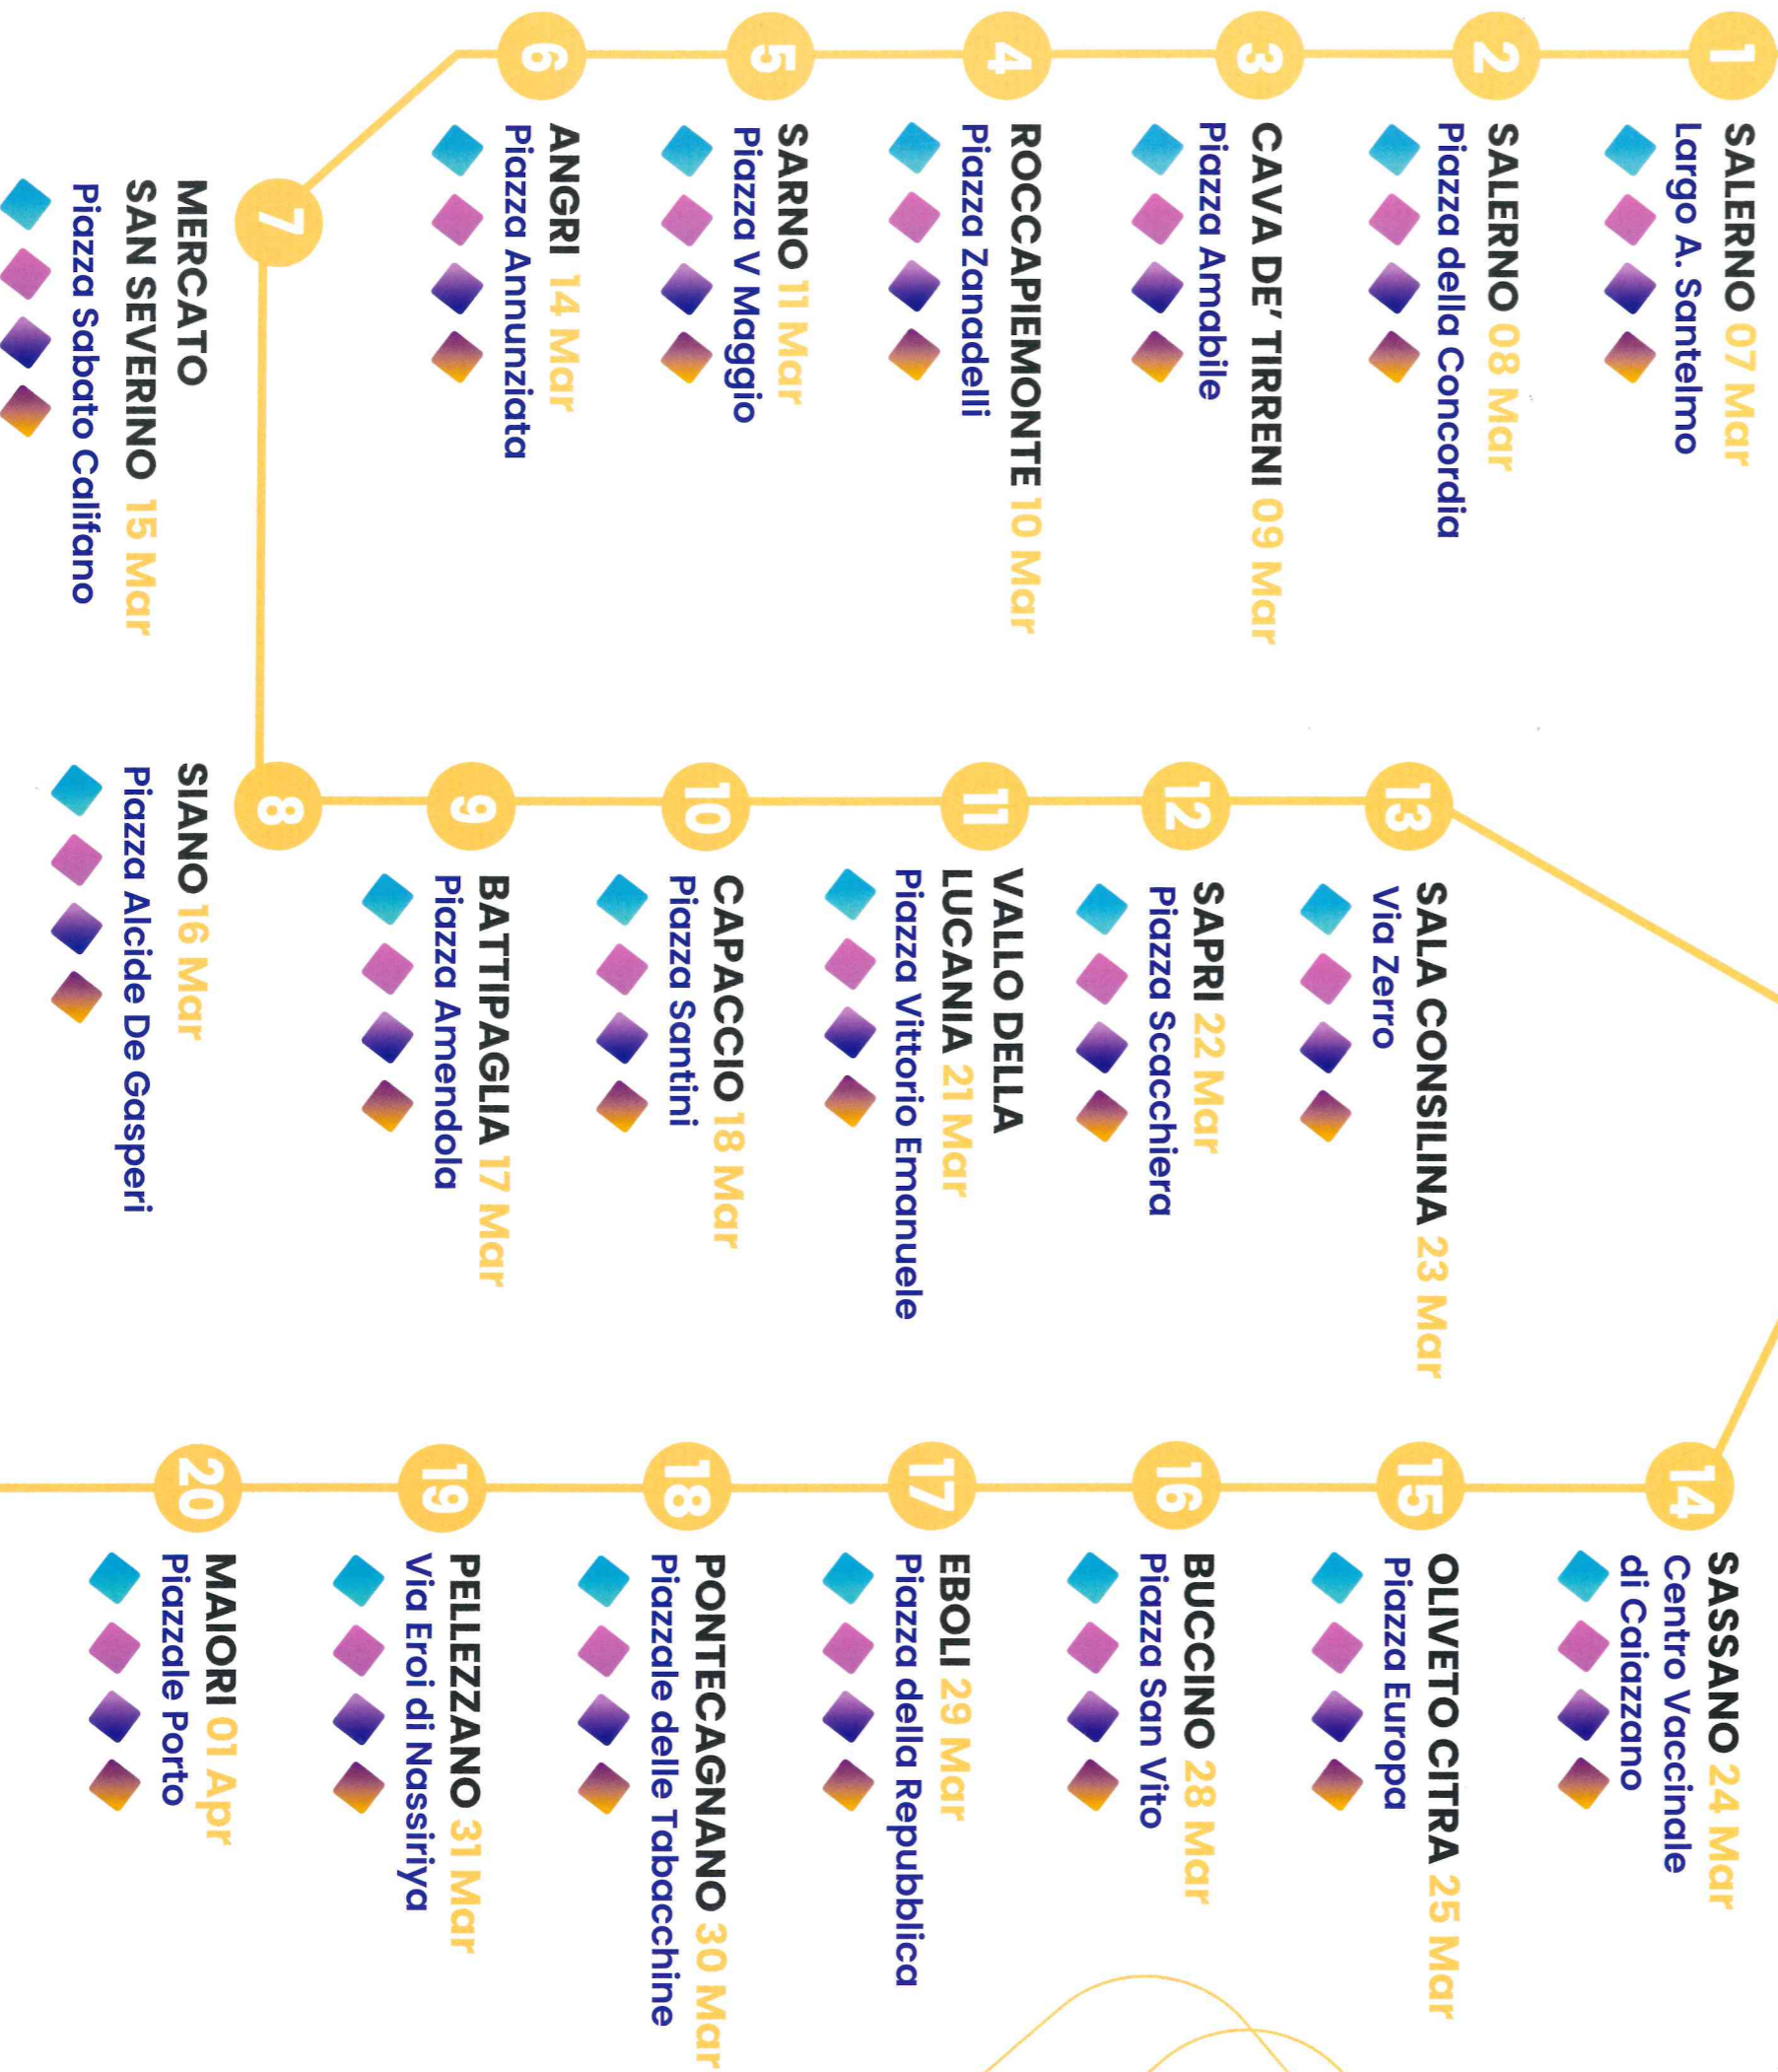 1
SALERNO 07 Mar
Largo A. Santelmo
2
SALERNO 08 Mar
Piazza della Concordia
3
CAVA DE' TIRRENI 09 Mar
Piazza Amabile
4
ROCCAPIEMONTE 10 Mar
Piazza Zanadelli
5
SARNO 11 Mar
Piazza V Maggio
6
ANGRI 14 Mar
Piazza Annunziata
7
MERCATO
SAN SEVERINO 15 Mar
Piazza Sabato Califano
8
SIANO 16 Mar
Piazza Alcide De Gasperi
9
BATTIPAGLIA 17 Mar
Piazza Amendola
10
CAPACCIO 18 Mar
Piazza Santini
11
VALLO DELLA
LUCANIA 21 Mar
Piazza Vittorio Emanuele
12
SAPRI 22 Mar
Piazza Scacchiera
13
SALA CONSILINA 23 Mar
Via Zerro
14
SASSANO 24 Mar
Centro Vaccinale
di Caiazzano
15
OLIVETO CITRA 25 Mar
Piazza Europa
16
BUCCINO 28 Mar
Piazza San Vito
17
EBOLI 29 Mar
Piazza della Repubblica
18
PONTECAGNANO 30 Mar
Piazzale delle Tabacchine
19
PELLEZZANO 31 Mar
Via Eroi di Nassiriya
20
MAIORI 01 Apr
Piazzale Porto